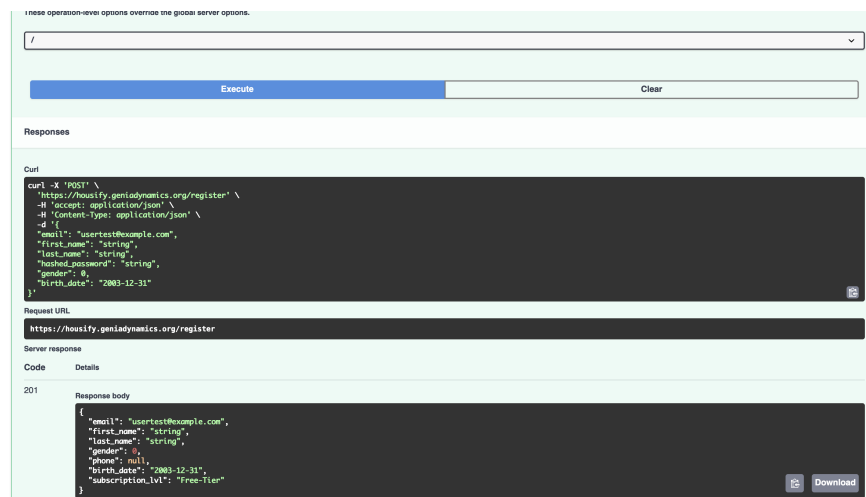 These operation-level options override the global server options.
/
Execute
Clear
Responses
Curl
curl -X 'POST' \
  'https://housify.geniadynamics.org/register' \
  -H 'accept: application/json' \
  -H 'Content-Type: application/json' \
  -d '{
  "email": "usertest@example.com",
  "first_name": "string",
  "last_name": "string",
  "hashed_password": "string",
  "gender": 0,
  "birth_date": "2003-12-31"
}'
Request URL
https://housify.geniadynamics.org/register
Server response
Code Details
201
Response body
{
  "email": "usertest@example.com",
  "first_name": "string",
  "last_name": "string",
  "gender": 0,
  "phone": null,
  "birth_date": "2003-12-31",
  "subscription_lvl": "Free-Tier"
}
Download